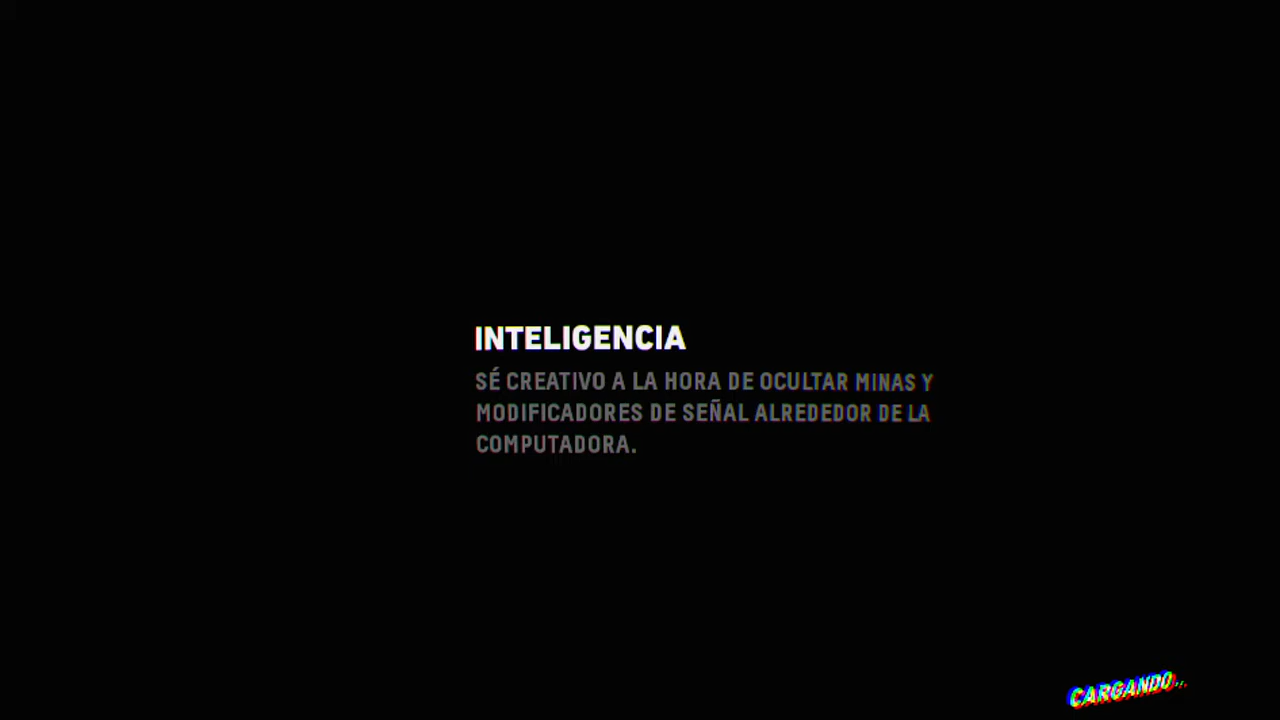 INTELIGENCIA
SÉ CREATIVO A LA HORA DE OCULTAR MINAS Y
MODIFICADORES DE SEÑAL ALREDEDOR DE LA
COMPUTADORA.
CARGANDO..